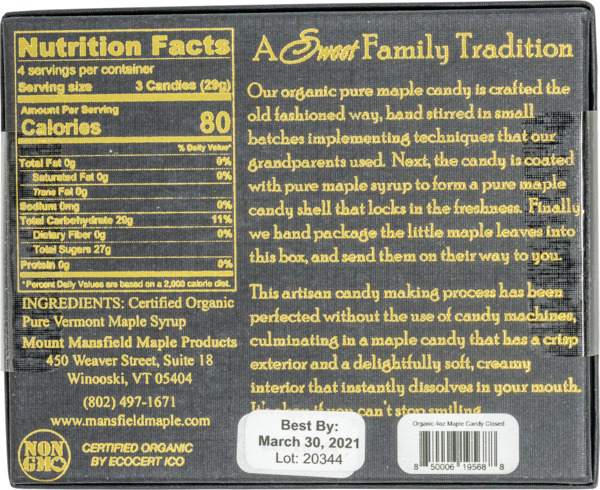 Nutrition Facts
4 servings per container
Serving size 3 Candies (29g)
Amount Per Serving
Calories 80
% Daily Value*
Total Fat 0g 0%
Saturated Fat 0g 0%
Trans Fat 0g
Sodium 0mg 0%
Total Carbohydrate 29g 11%
Dietary Fiber 0g 0%
Total Sugars 27g
Protein 0g 0%
*Percent Daily Values are based on a 2,000 calorie diet.
INGREDIENTS: Certified Organic
Pure Vermont Maple Syrup
Mount Mansfield Maple Products
450 Weaver Street, Suite 18
Winooski, VT 05404
(802) 497-1671
www.mansfieldmaple.com
NON
GMO
CERTIFIED ORGANIC
BY ECOCERT ICO
A Sweet Family Tradition
Our organic pure maple candy is crafted the
old fashioned way, hand stirred in small
batches implementing techniques that our
grandparents used. Next, the candy is coated
with pure maple syrup to form a pure maple
candy shell that locks in the freshness. Finally,
we hand package the little maple leaves into
this box, and send them on their way to you.
This artisan candy making process has been
perfected without the use of candy machines,
culminating in a maple candy that has a crisp
exterior and a delightfully soft, creamy
interior that instantly dissolves in your mouth.
if you can't stop smiling
Best By:
March 30, 2021
Lot: 20344
Organic 4oz Maple Candy Closed
8 50006 19568 8